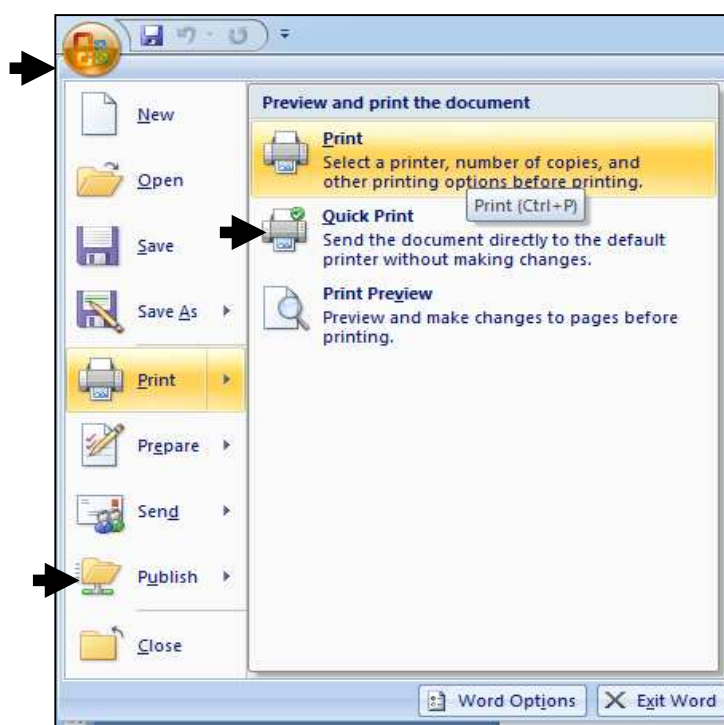 New
Open
Save
Save As
Print
Prepare
Send
Publish
Close
Preview and print the document
Print
Select a printer, number of copies, and
other printing options before printing.
Print (Ctrl+P)
Quick Print
Send the document directly to the default
printer without making changes.
Print Preview
Preview and make changes to pages before
printing.
Word Options
Exit Word